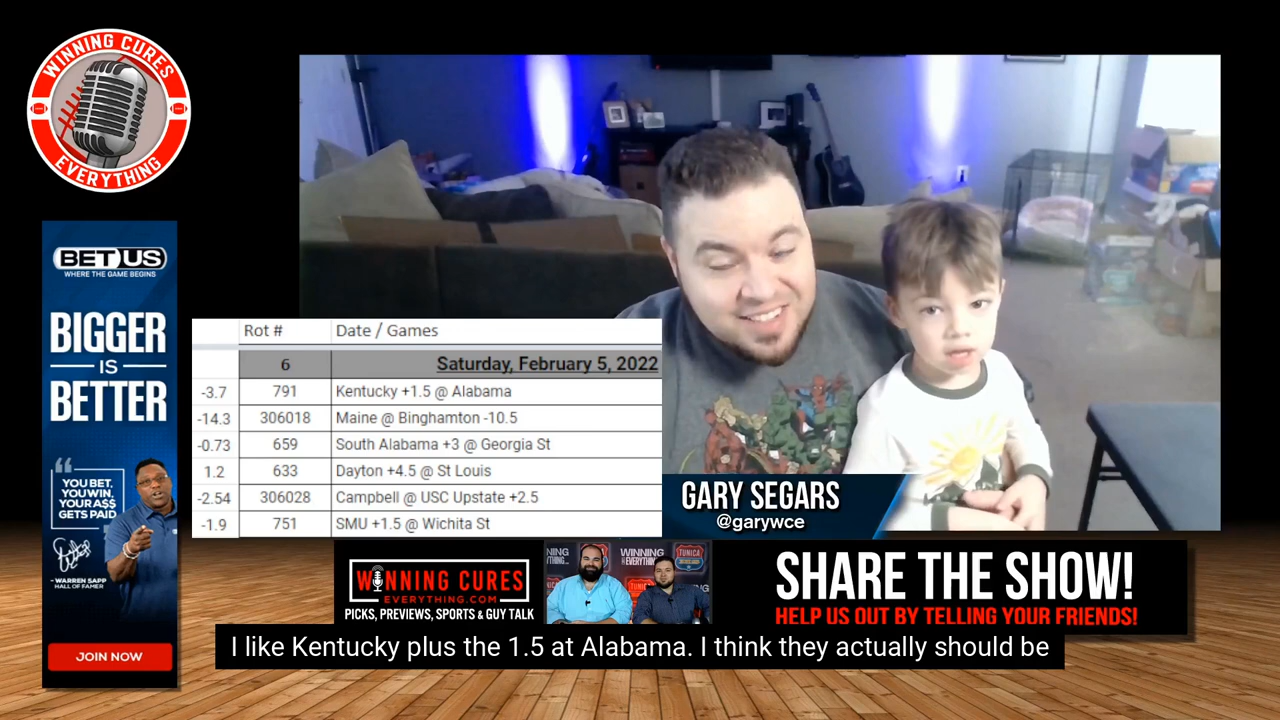 WINNING CURES
EVERYTHING
BETUS
WHERE THE GAME BEGINS
BIGGER
IS
BETTER
YOU BET,
YOU WIN,
YOUR A$$
GETS PAID
- WARREN SAPP
HALL OF FAMER
JOIN NOW
Rot # Date / Games
6 Saturday, February 5, 2022
-3.7 791 Kentucky +1.5 @ Alabama
-14.3 306018 Maine @ Binghamton -10.5
-0.73 659 South Alabama +3 @ Georgia St
1.2 633 Dayton +4.5 @ St Louis
-2.54 306028 Campbell @ USC Upstate +2.5
-1.9 751 SMU +1.5 @ Wichita St
GARY SEGARS
@garywce
WINNING CURES
EVERYTHING.COM
PICKS, PREVIEWS, SPORTS & GUY TALK
WINNING
TUNICA
SHARE THE SHOW!
HELP US OUT BY TELLING YOUR FRIENDS!
I like Kentucky plus the 1.5 at Alabama. I think they actually should be